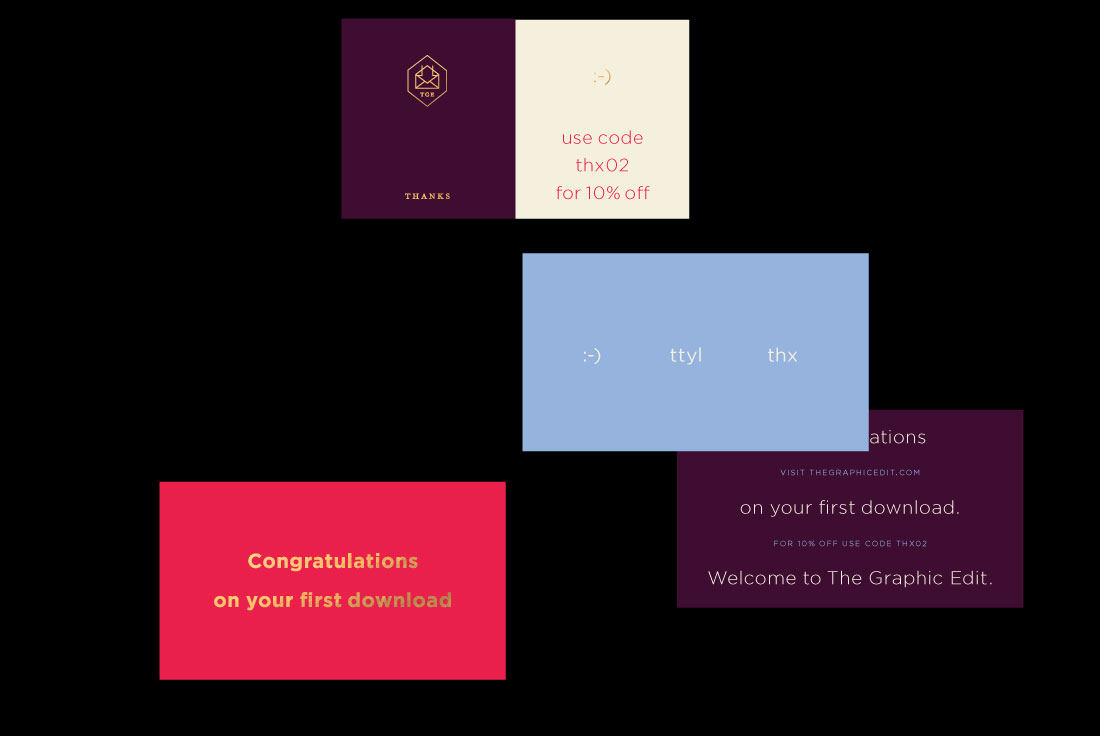 TGE
THANKS
:-)
use code
thx02
for 10% off
:-) ttyl thx
ations
VISIT THEGRAPHICEDIT.COM
on your first download.
FOR 10% OFF USE CODE THX02
Welcome to The Graphic Edit.
Congratulations
on your first download